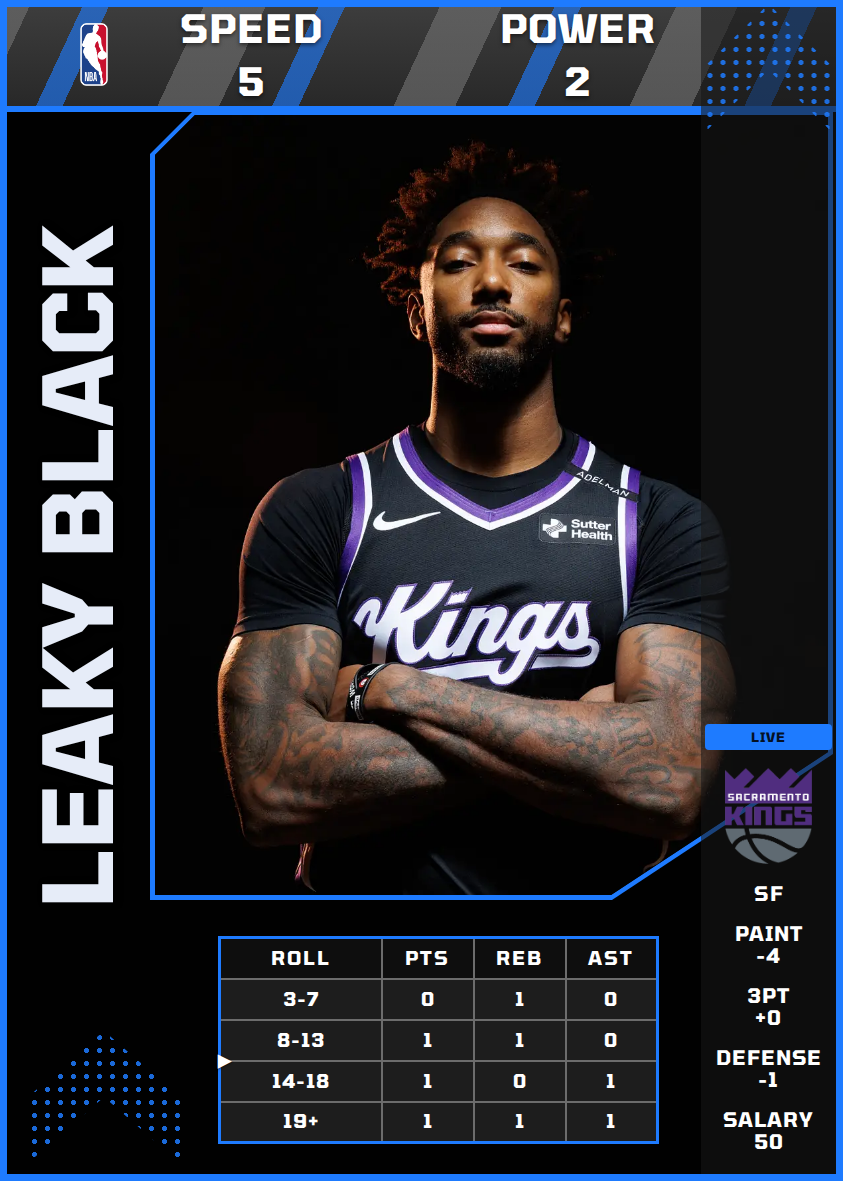 SPEED
5
POWER
2
NBA
LEAKY BLACK
ADELMAN
Sutter
Health
Kings
LIVE
SACRAMENTO
KINGS
SF
PAINT
-4
3PT
+0
DEFENSE
-1
SALARY
50
ROLL PTS REB AST
3-7 0 1 0
8-13 1 1 0
14-18 1 0 1
19+ 1 1 1